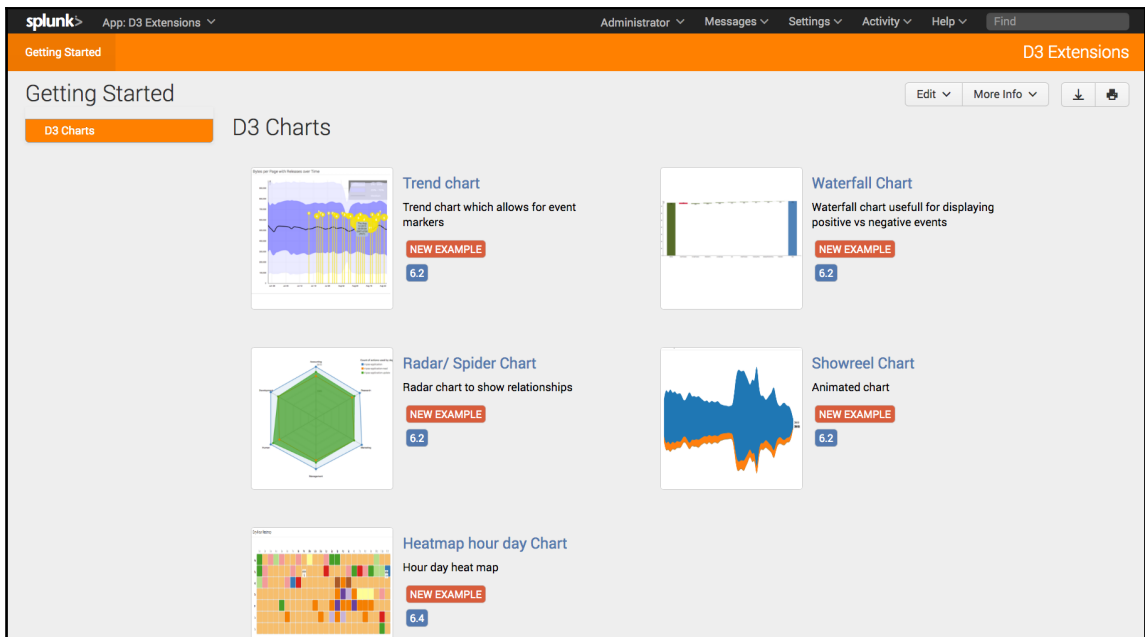 splunk> App: D3 Extensions Administrator Messages Settings Activity Help Find
Getting Started D3 Extensions
Getting Started Edit More Info
D3 Charts
D3 Charts
Trend chart
Trend chart which allows for event
markers
NEW EXAMPLE
6.2
Waterfall Chart
Waterfall chart usefull for displaying
positive vs negative events
NEW EXAMPLE
6.2
Radar/ Spider Chart
Radar chart to show relationships
NEW EXAMPLE
6.2
Showreel Chart
Animated chart
NEW EXAMPLE
6.2
Heatmap hour day Chart
Hour day heat map
NEW EXAMPLE
6.4